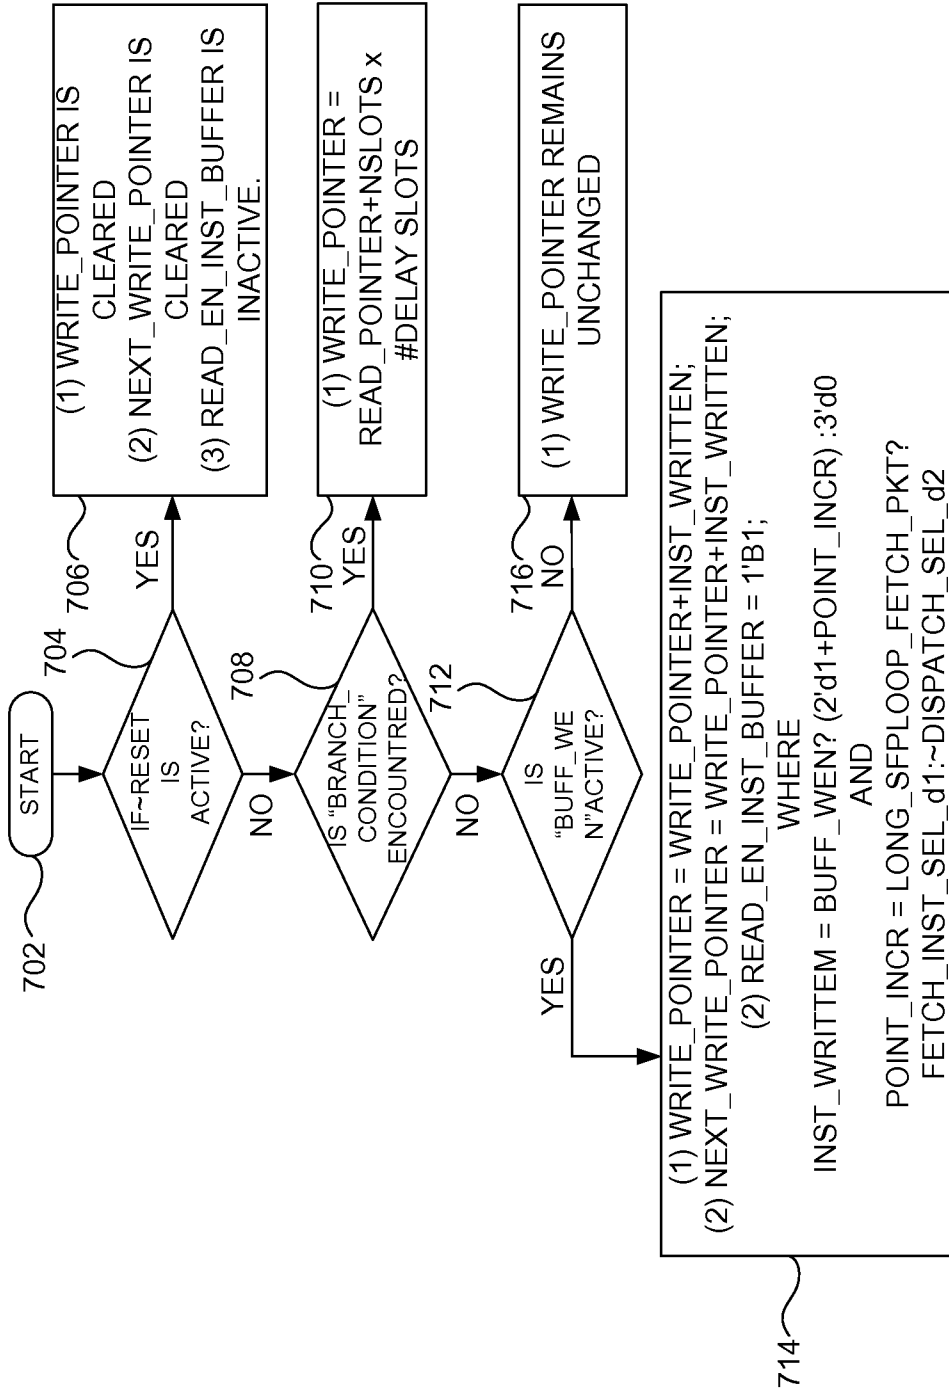 702
START
704
IF~RESET
IS
ACTIVE?
YES
NO
706
(1) WRITE_POINTER IS
CLEARED
(2) NEXT_WRITE_POINTER IS
CLEARED
(3) READ_EN_INST_BUFFER IS
INACTIVE.
708
IS “BRANCH_
CONDITION”
ENCOUNTRED?
YES
NO
710
(1) WRITE_POINTER =
READ_POINTER+NSLOTS x
#DELAY SLOTS
712
IS
“BUFF_WE
N”ACTIVE?
NO
YES
716
(1) WRITE_POINTER REMAINS
UNCHANGED
714
(1) WRITE_POINTER = WRITE_POINTER+INST_WRITTEN;
(2) NEXT_WRITE_POINTER = WRITE_POINTER+INST_WRITTEN;
(2) READ_EN_INST_BUFFER = 1'B1;
WHERE
INST_WRITTEM = BUFF_WEN? (2'd1+POINT_INCR) :3'd0
AND
POINT_INCR = LONG_SFPLOOP_FETCH_PKT?
FETCH_INST_SEL_d1:~DISPATCH_SEL_d2